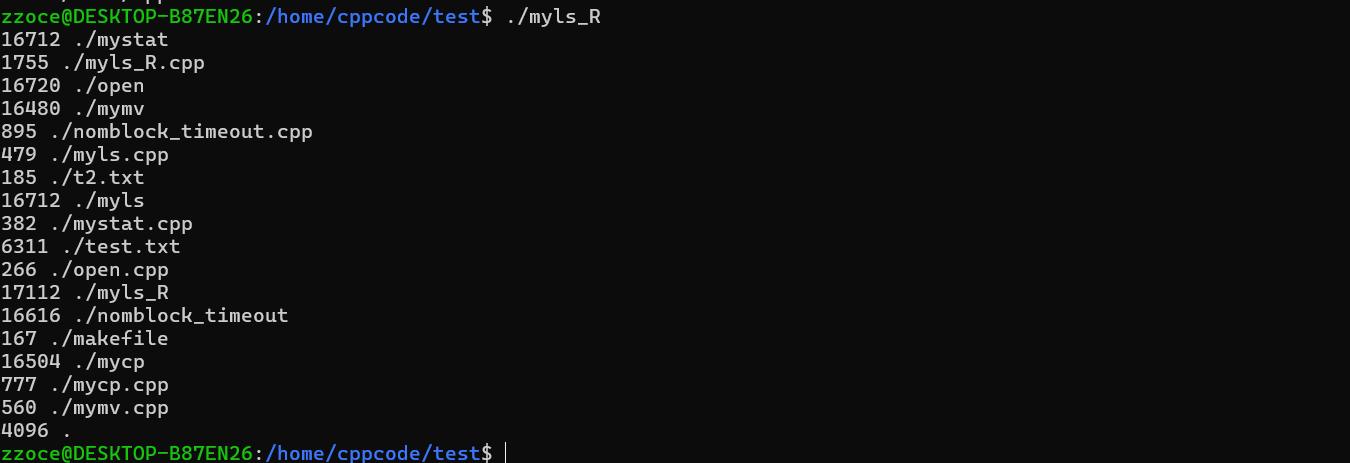 zzoce@DESKTOP-B87EN26:/home/cppcode/test$ ./myls_R
16712 ./mystat
1755 ./myls_R.cpp
16720 ./open
16480 ./mymv
895 ./nomblock_timeout.cpp
479 ./myls.cpp
185 ./t2.txt
16712 ./myls
382 ./mystat.cpp
6311 ./test.txt
266 ./open.cpp
17112 ./myls_R
16616 ./nomblock_timeout
167 ./makefile
16504 ./mycp
777 ./mycp.cpp
560 ./mymv.cpp
4096 .
zzoce@DESKTOP-B87EN26:/home/cppcode/test$